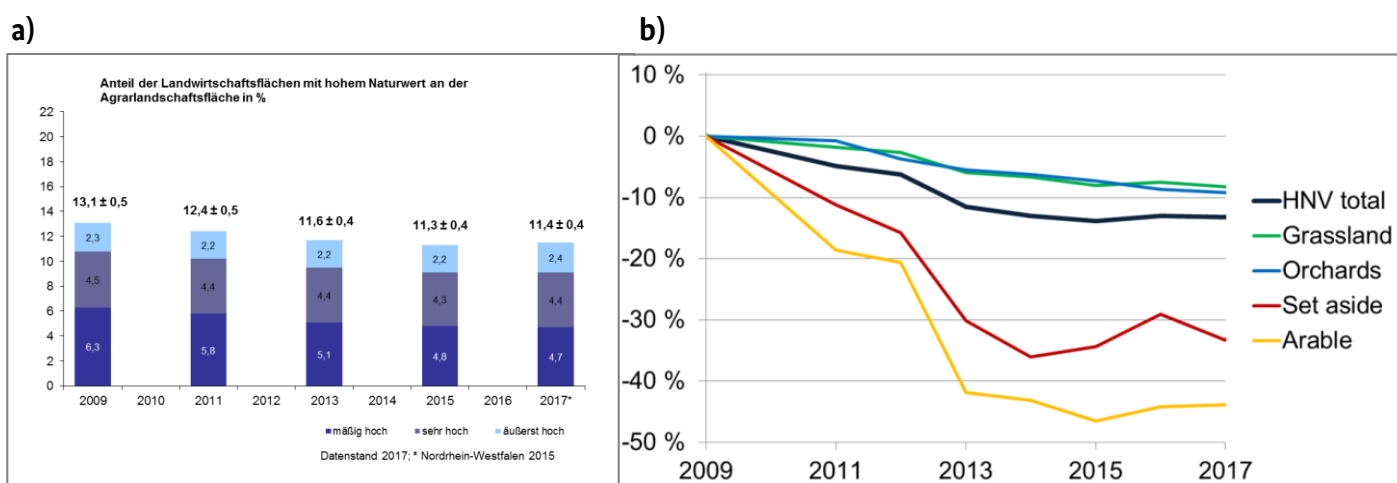 a)
Anteil der Landwirtschaftsflächen mit hohem Naturwert an der
Agrarlandschaftsfläche in %
22
20
18
16
14
12
10
8
6
4
2
0
13,1 ± 0,5
12,4 ± 0,5
11,6 ± 0,4
11,3 ± 0,4
11,4 ± 0,4
2,3
2,2
2,2
2,2
2,4
4,5
4,4
4,4
4,3
4,4
6,3
5,8
5,1
4,8
4,7
2009 2010 2011 2012 2013 2014 2015 2016 2017*
mäßig hoch sehr hoch äußerst hoch
Datenstand 2017; * Nordrhein-Westfalen 2015
b)
10 %
0 %
-10 %
-20 %
-30 %
-40 %
-50 %
2009 2011 2013 2015 2017
HNV total
Grassland
Orchards
Set aside
Arable